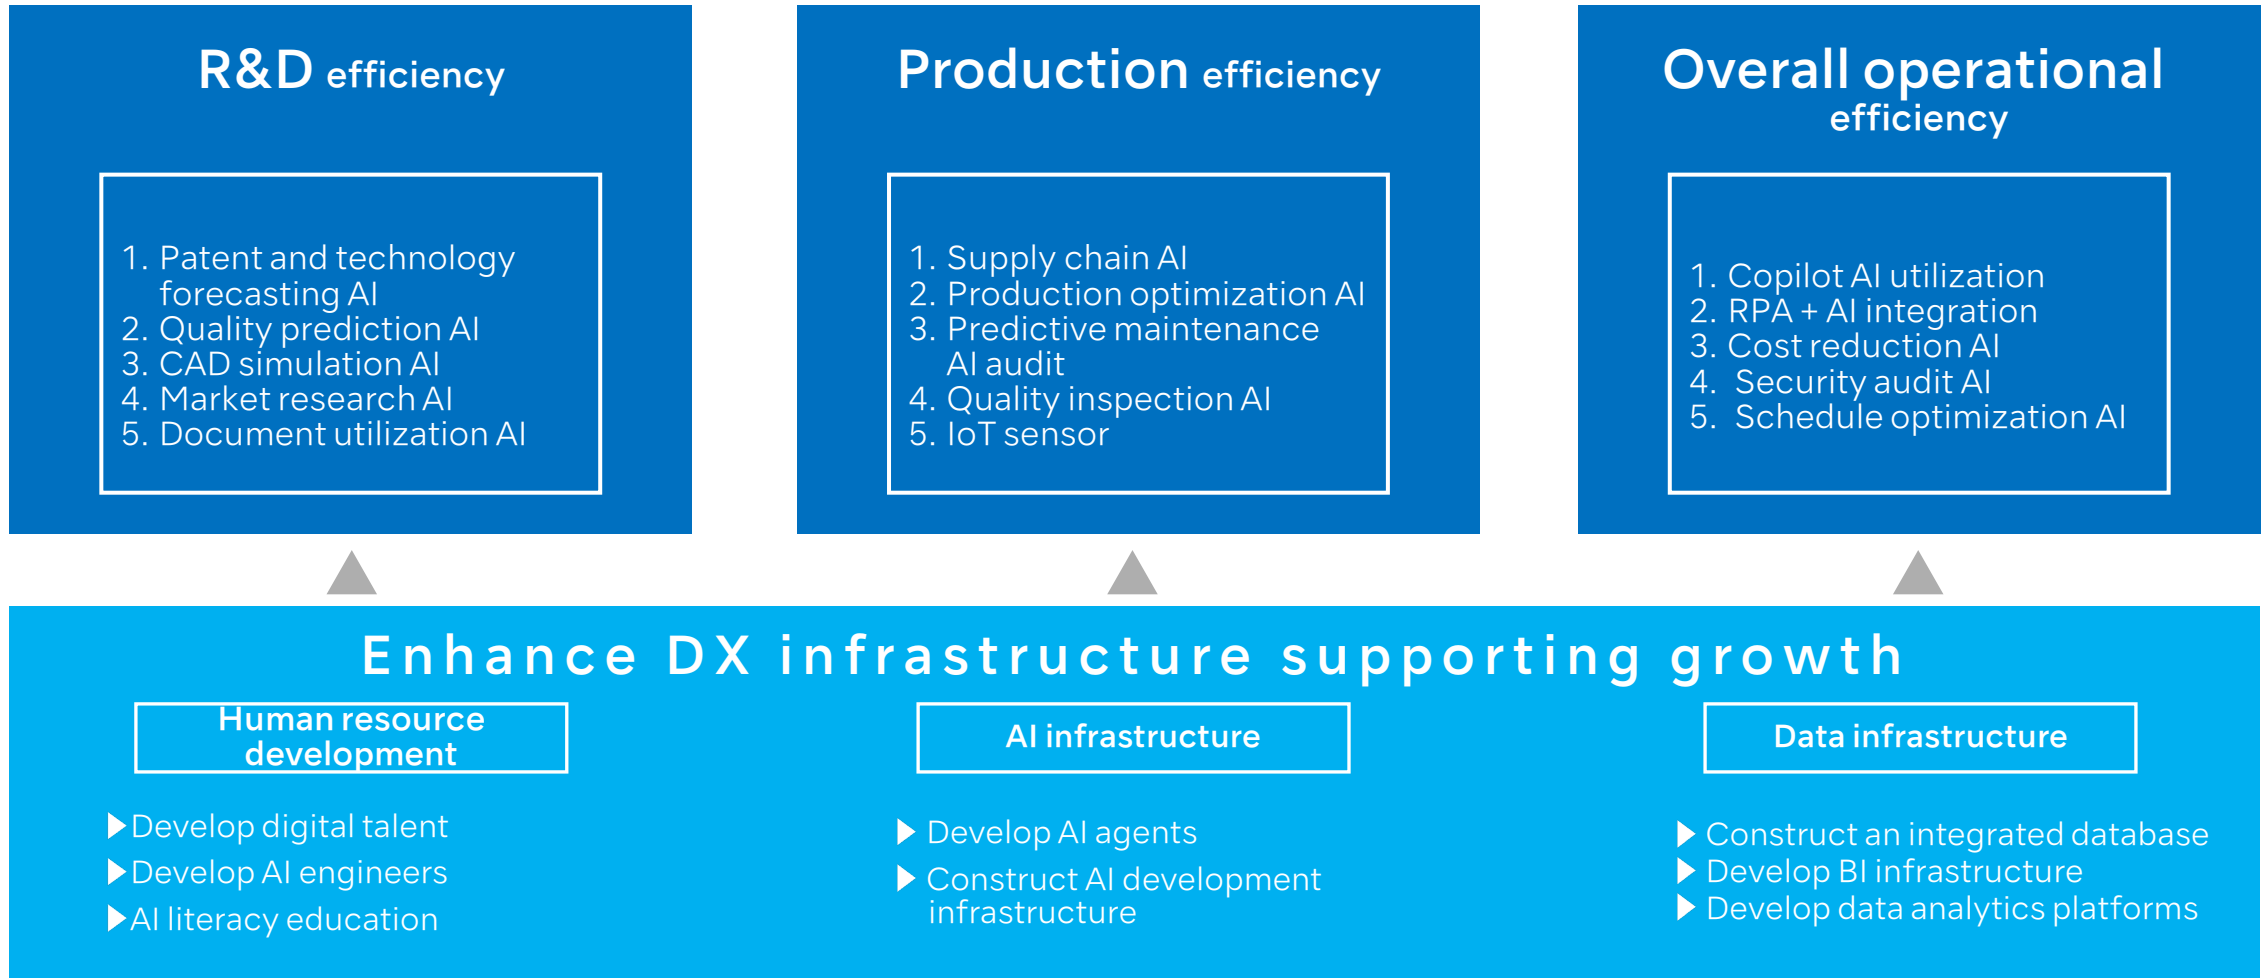 R&D efficiency
1. Patent and technology
forecasting AI
2. Quality prediction AI
3. CAD simulation AI
4. Market research AI
5. Document utilization AI
Production efficiency
1. Supply chain AI
2. Production optimization AI
3. Predictive maintenance
AI audit
4. Quality inspection AI
5. IoT sensor
Overall operational
efficiency
1. Copilot AI utilization
2. RPA + AI integration
3. Cost reduction AI
4. Security audit AI
5. Schedule optimization AI
Enhance DX infrastructure supporting growth
Human resource
development
Develop digital talent
Develop AI engineers
AI literacy education
AI infrastructure
Develop AI agents
Construct AI development
infrastructure
Data infrastructure
Construct an integrated database
Develop BI infrastructure
Develop data analytics platforms